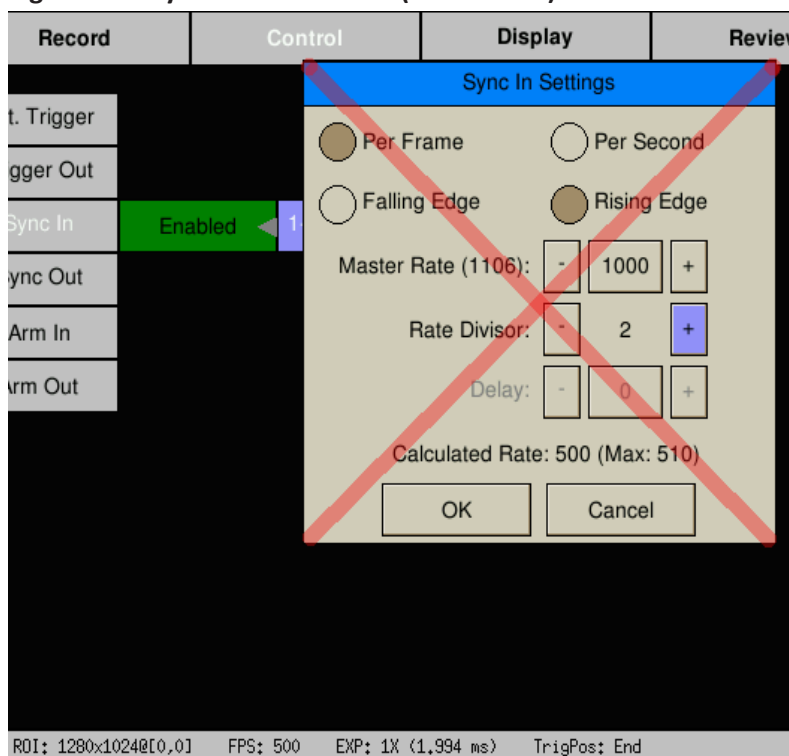 Record Control Display Review
Sync In Settings
t. Trigger
Per Frame Per Second
gger Out
Falling Edge Rising Edge
Sync In Enabled 1
Master Rate (1106): - 1000 +
ync Out
Rate Divisor: - 2 +
Arm In
Delay: - 0 +
Arm Out
Calculated Rate: 500 (Max: 510)
OK Cancel
ROI: 1280x1024@[0,0] FPS: 500 EXP: 1X (1.994 ms) TrigPos: End